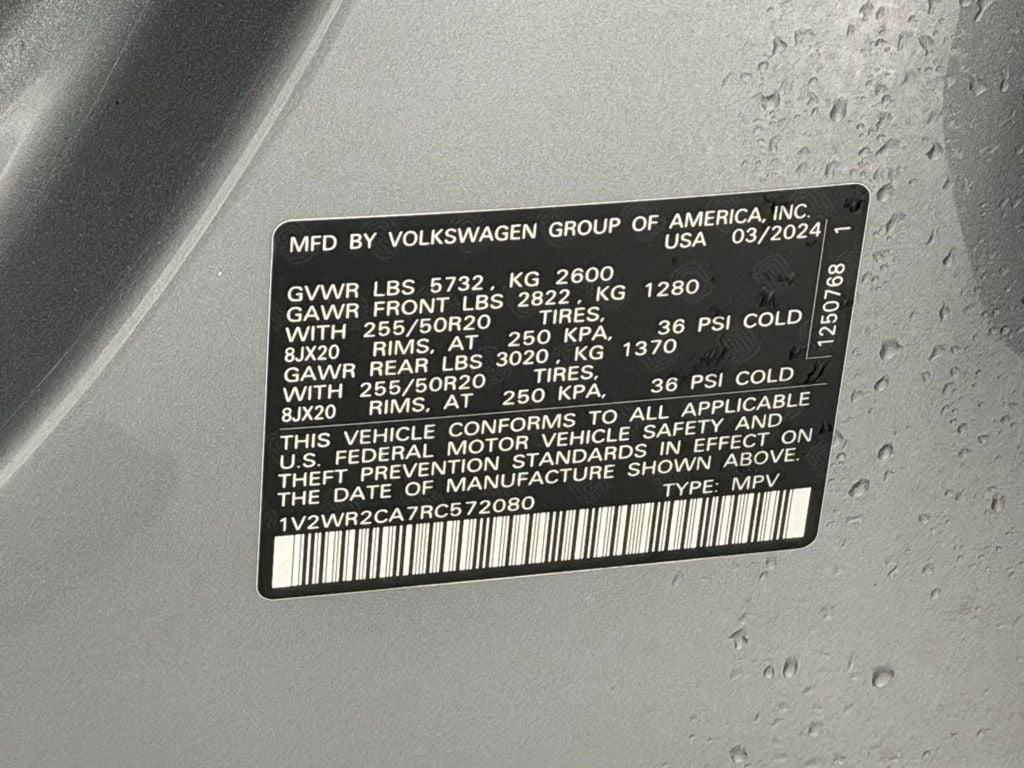 MFD BY VOLKSWAGEN GROUP OF AMERICA, INC.
USA 03/2024
GVWR LBS 5732, KG 2600
GAWR FRONT LBS 2822, KG 1280
WITH 255/50R20 TIRES,
8JX20 RIMS, AT 250 KPA, 36 PSI COLD
GAWR REAR LBS 3020, KG 1370
WITH 255/50R20 TIRES,
8JX20 RIMS, AT 250 KPA, 36 PSI COLD
1250768 1
THIS VEHICLE CONFORMS TO ALL APPLICABLE
U.S. FEDERAL MOTOR VEHICLE SAFETY AND
THEFT PREVENTION STANDARDS IN EFFECT ON
THE DATE OF MANUFACTURE SHOWN ABOVE.
1V2WR2CA7RC572080 TYPE: MPV